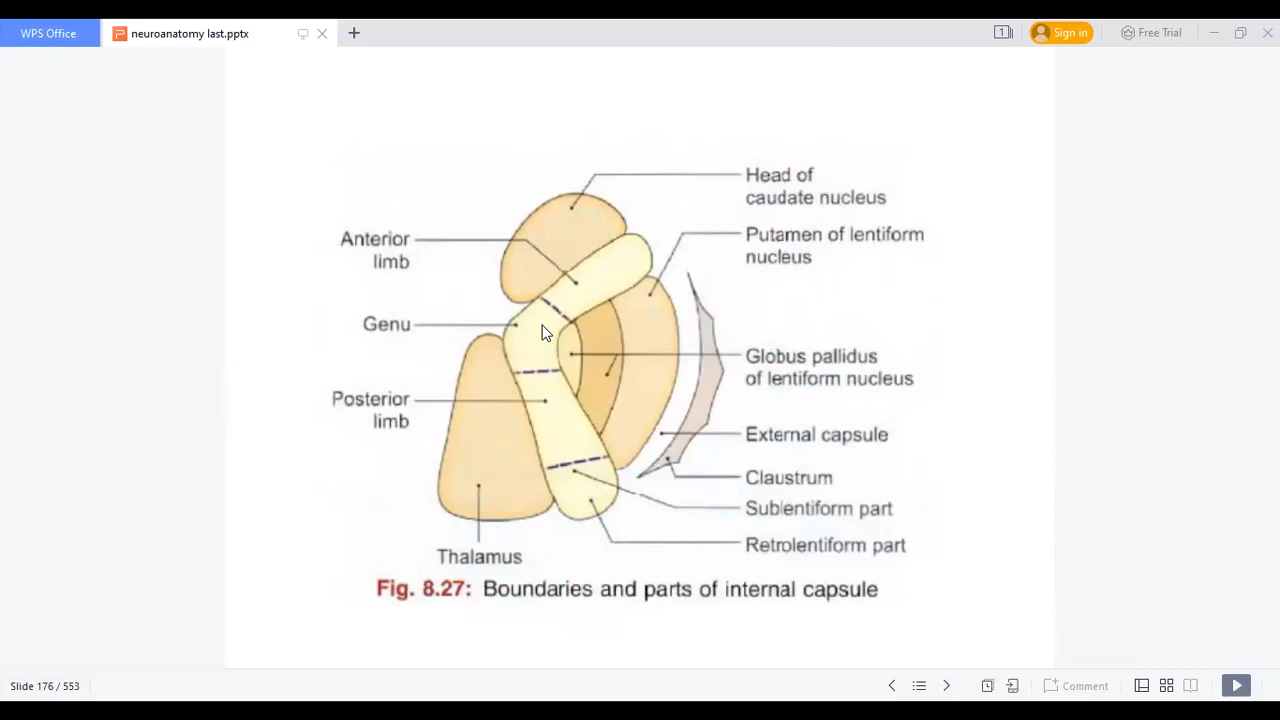 WPS Office
neuroanatomy last.pptx
1
Sign in
Free Trial
Head of
caudate nucleus
Anterior
limb
Putamen of lentiform
nucleus
Genu
Globus pallidus
of lentiform nucleus
Posterior
limb
External capsule
Claustrum
Sublentiform part
Retrolentiform part
Thalamus
Fig. 8.27: Boundaries and parts of internal capsule
Slide 176 / 553
Comment